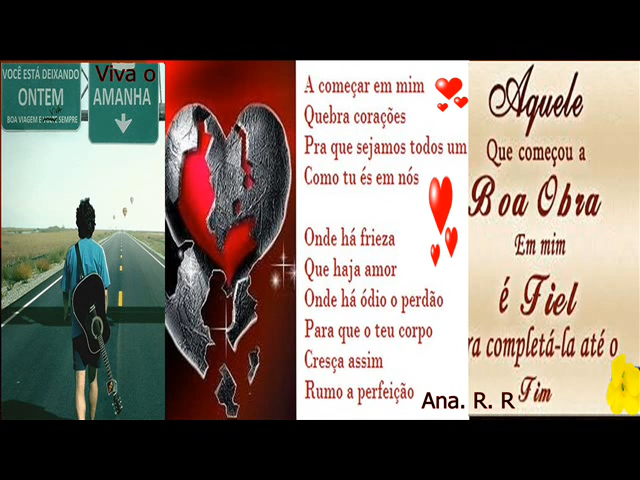 VOCÊ ESTÁ DEIXANDO
ONTEM
BOA VIAGEM E SEMPRE
Viva o
AMANHA
A começar em mim
Quebra corações
Pra que sejamos todos um
Como tu és em nós
Onde há frieza
Que haja amor
Onde há ódio o perdão
Para que o teu corpo
Cresça assim
Rumo a perfeição
Ana. R. R
Aquele
Que começou a
Boa Obra
Em mim
é Fiel
ra completá-la até o
Fim